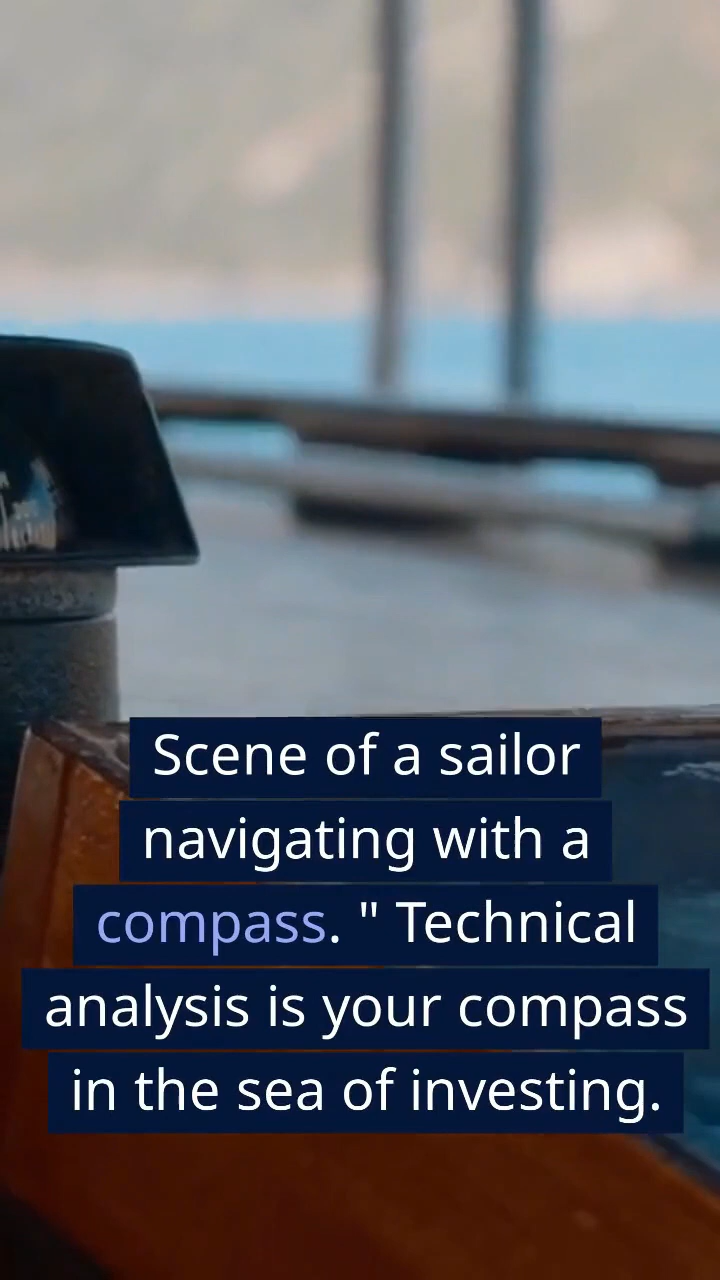 Scene of a sailor
navigating with a
compass. " Technical
analysis is your compass
in the sea of investing.